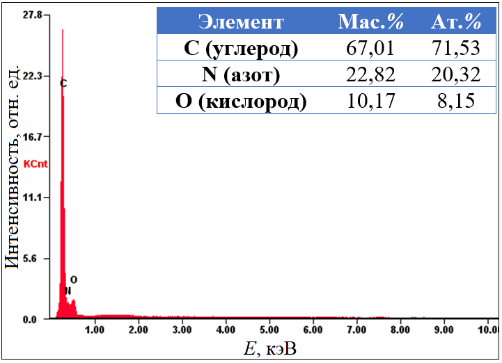 27.8
22.3
16.7
11.1
5.6
0.0
Интенсивность, отн. ед.
KCnt
Элемент Мас.% Ат.%
C (углерод) 67,01 71,53
N (азот) 22,82 20,32
O (кислород) 10,17 8,15
C
O
N
1.00 2.00 3.00 4.00 5.00 6.00 7.00 8.00 9.00 10.00
E, кэВ